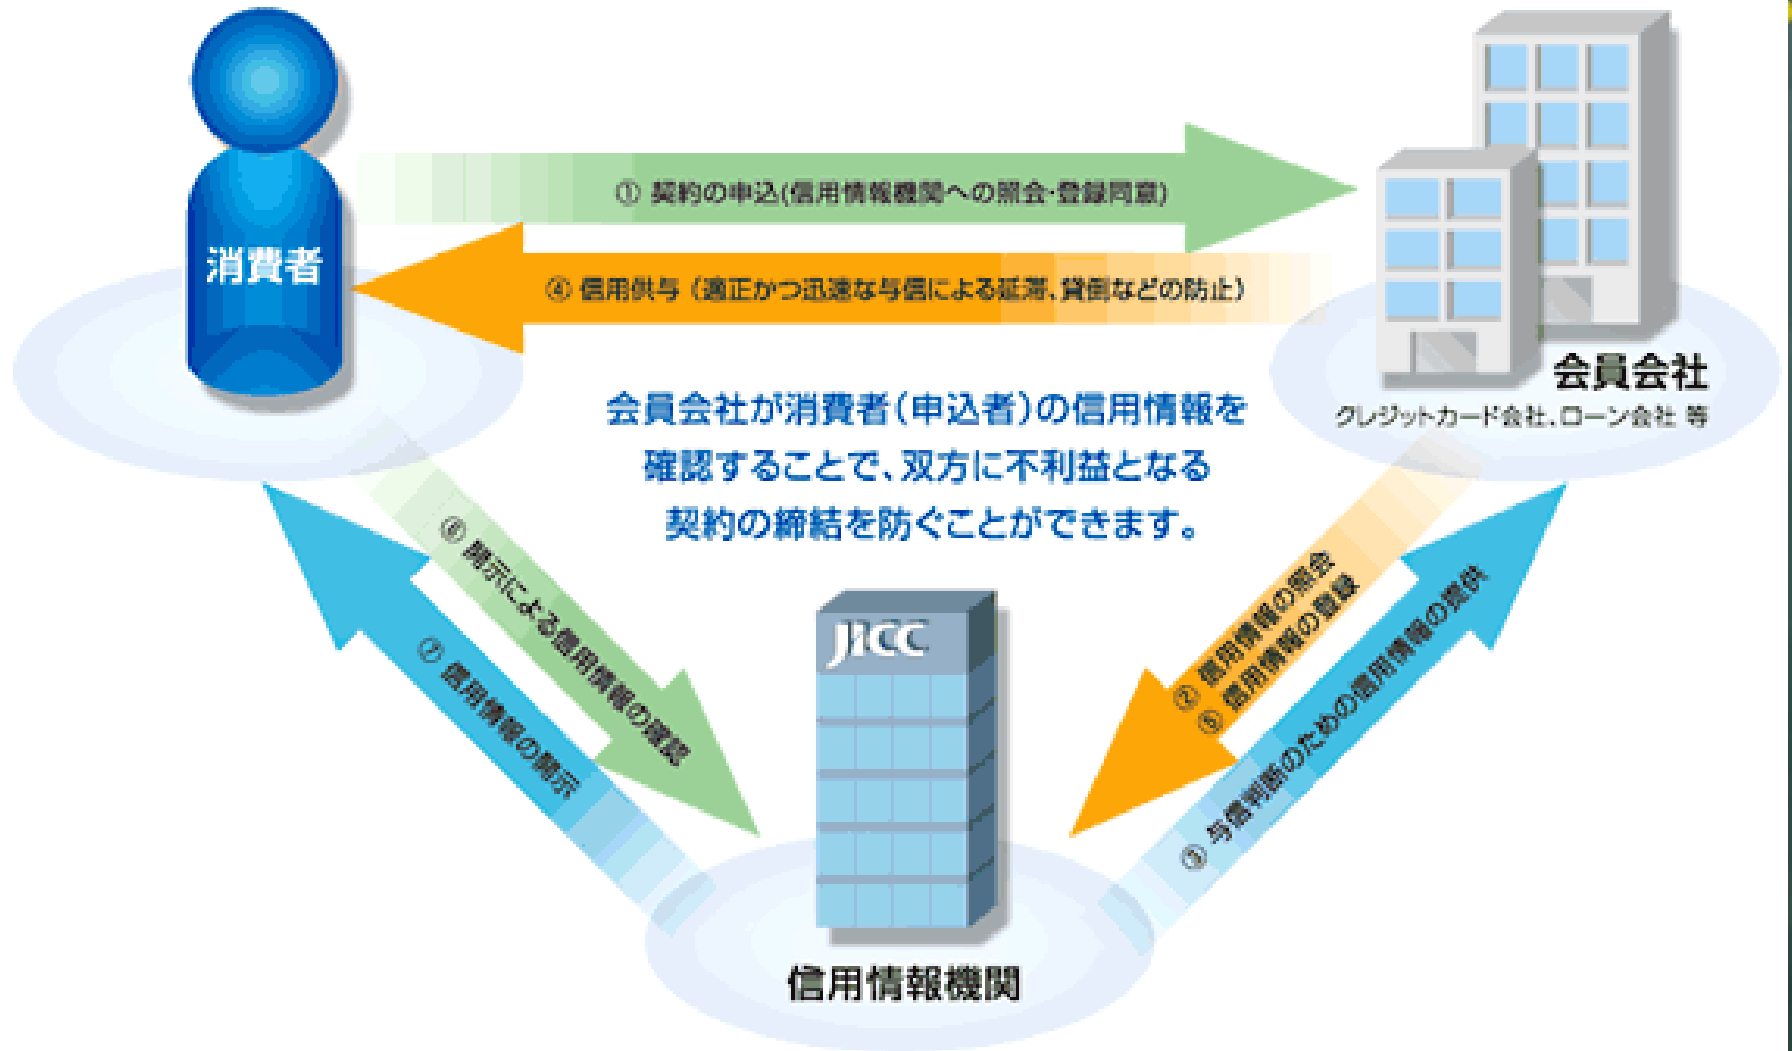 ① 契約の申込(信用情報機関への照会・登録同意)
消費者
④ 信用供与（適正かつ迅速な与信による延滞、貸倒などの防止）
会員会社
クレジットカード会社、ローン会社 等
会員会社が消費者（申込者）の信用情報を
確認することで、双方に不利益となる
契約の締結を防ぐことができます。
⑥ 開示による信用情報の確認
⑦ 信用情報の開示
② 信用情報の照会
⑤ 信用情報の登録
③ 与信判断のための信用情報の提供
JICC
信用情報機関